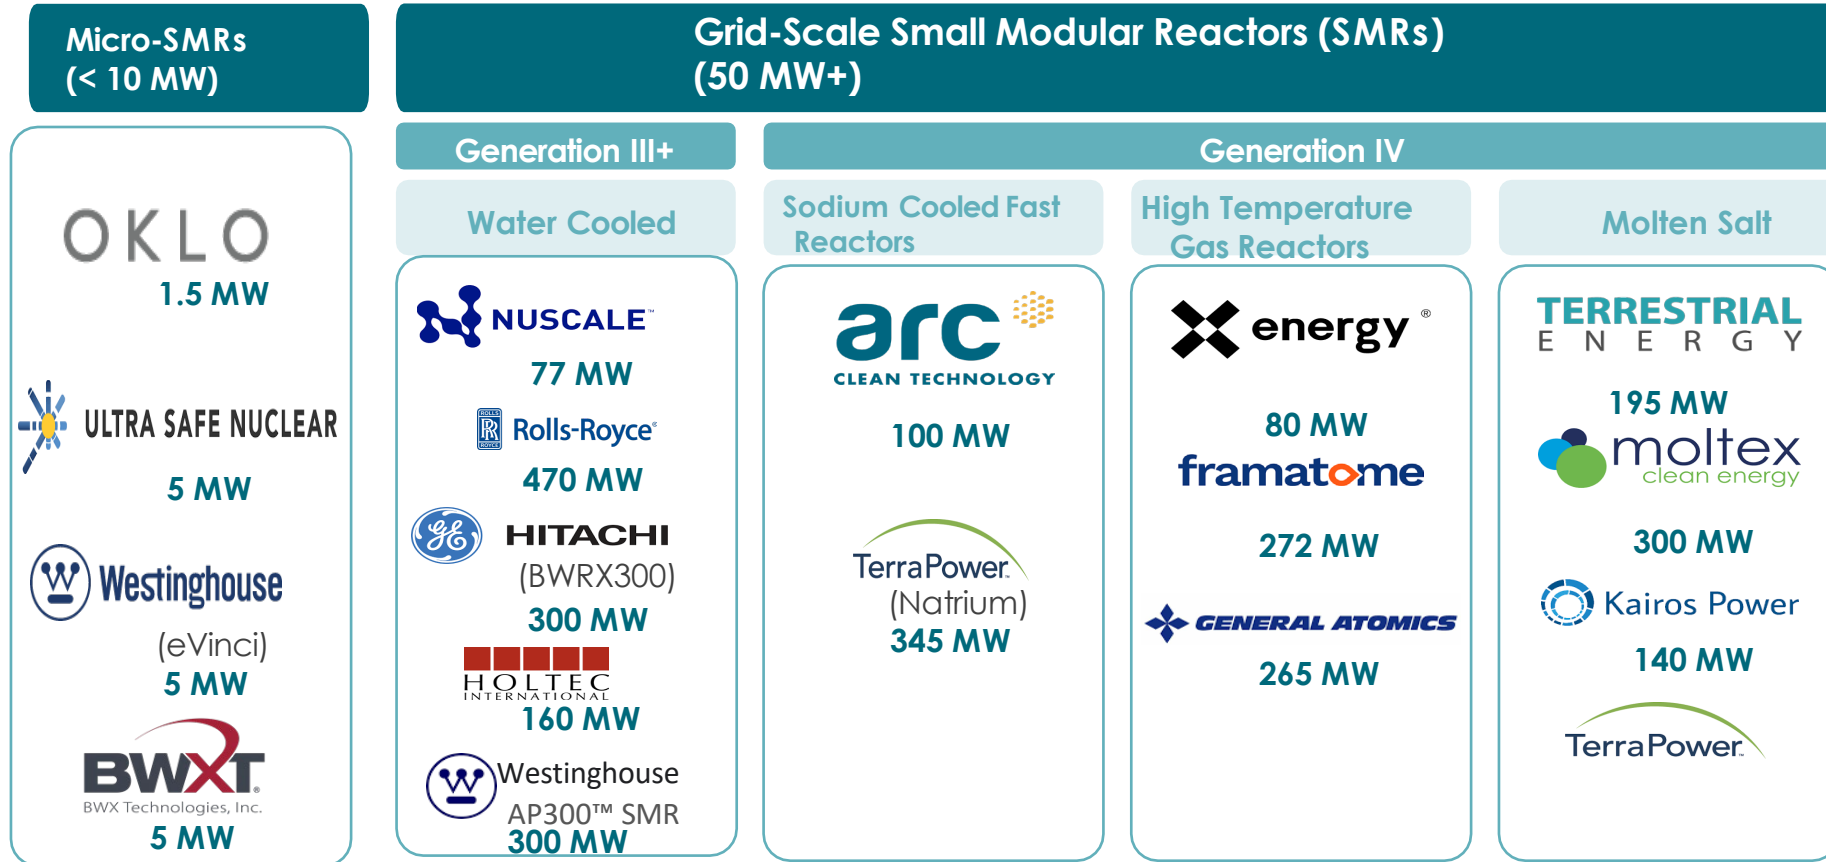 Micro-SMRs
(< 10 MW)
Grid-Scale Small Modular Reactors (SMRs)
(50 MW+)
Generation III+
Generation IV
Water Cooled
Sodium Cooled Fast
Reactors
High Temperature
Gas Reactors
Molten Salt
OKLO
1.5 MW
ULTRA SAFE NUCLEAR
5 MW
Westinghouse
(eVinci)
5 MW
BWXT
BWX Technologies, Inc.
5 MW
NUSCALE™
77 MW
ROLLS
RR
ROYCE
Rolls-Royce®
470 MW
GE HITACHI
(BWRX300)
300 MW
HOLTEC
INTERNATIONAL
160 MW
Westinghouse
AP300™ SMR
300 MW
arc
CLEAN TECHNOLOGY
100 MW
TerraPower
(Natrium)
345 MW
X energy®
80 MW
framatome
272 MW
GENERAL ATOMICS
265 MW
TERRESTRIAL
ENERGY
195 MW
moltex
clean energy
300 MW
Kairos Power
140 MW
TerraPower